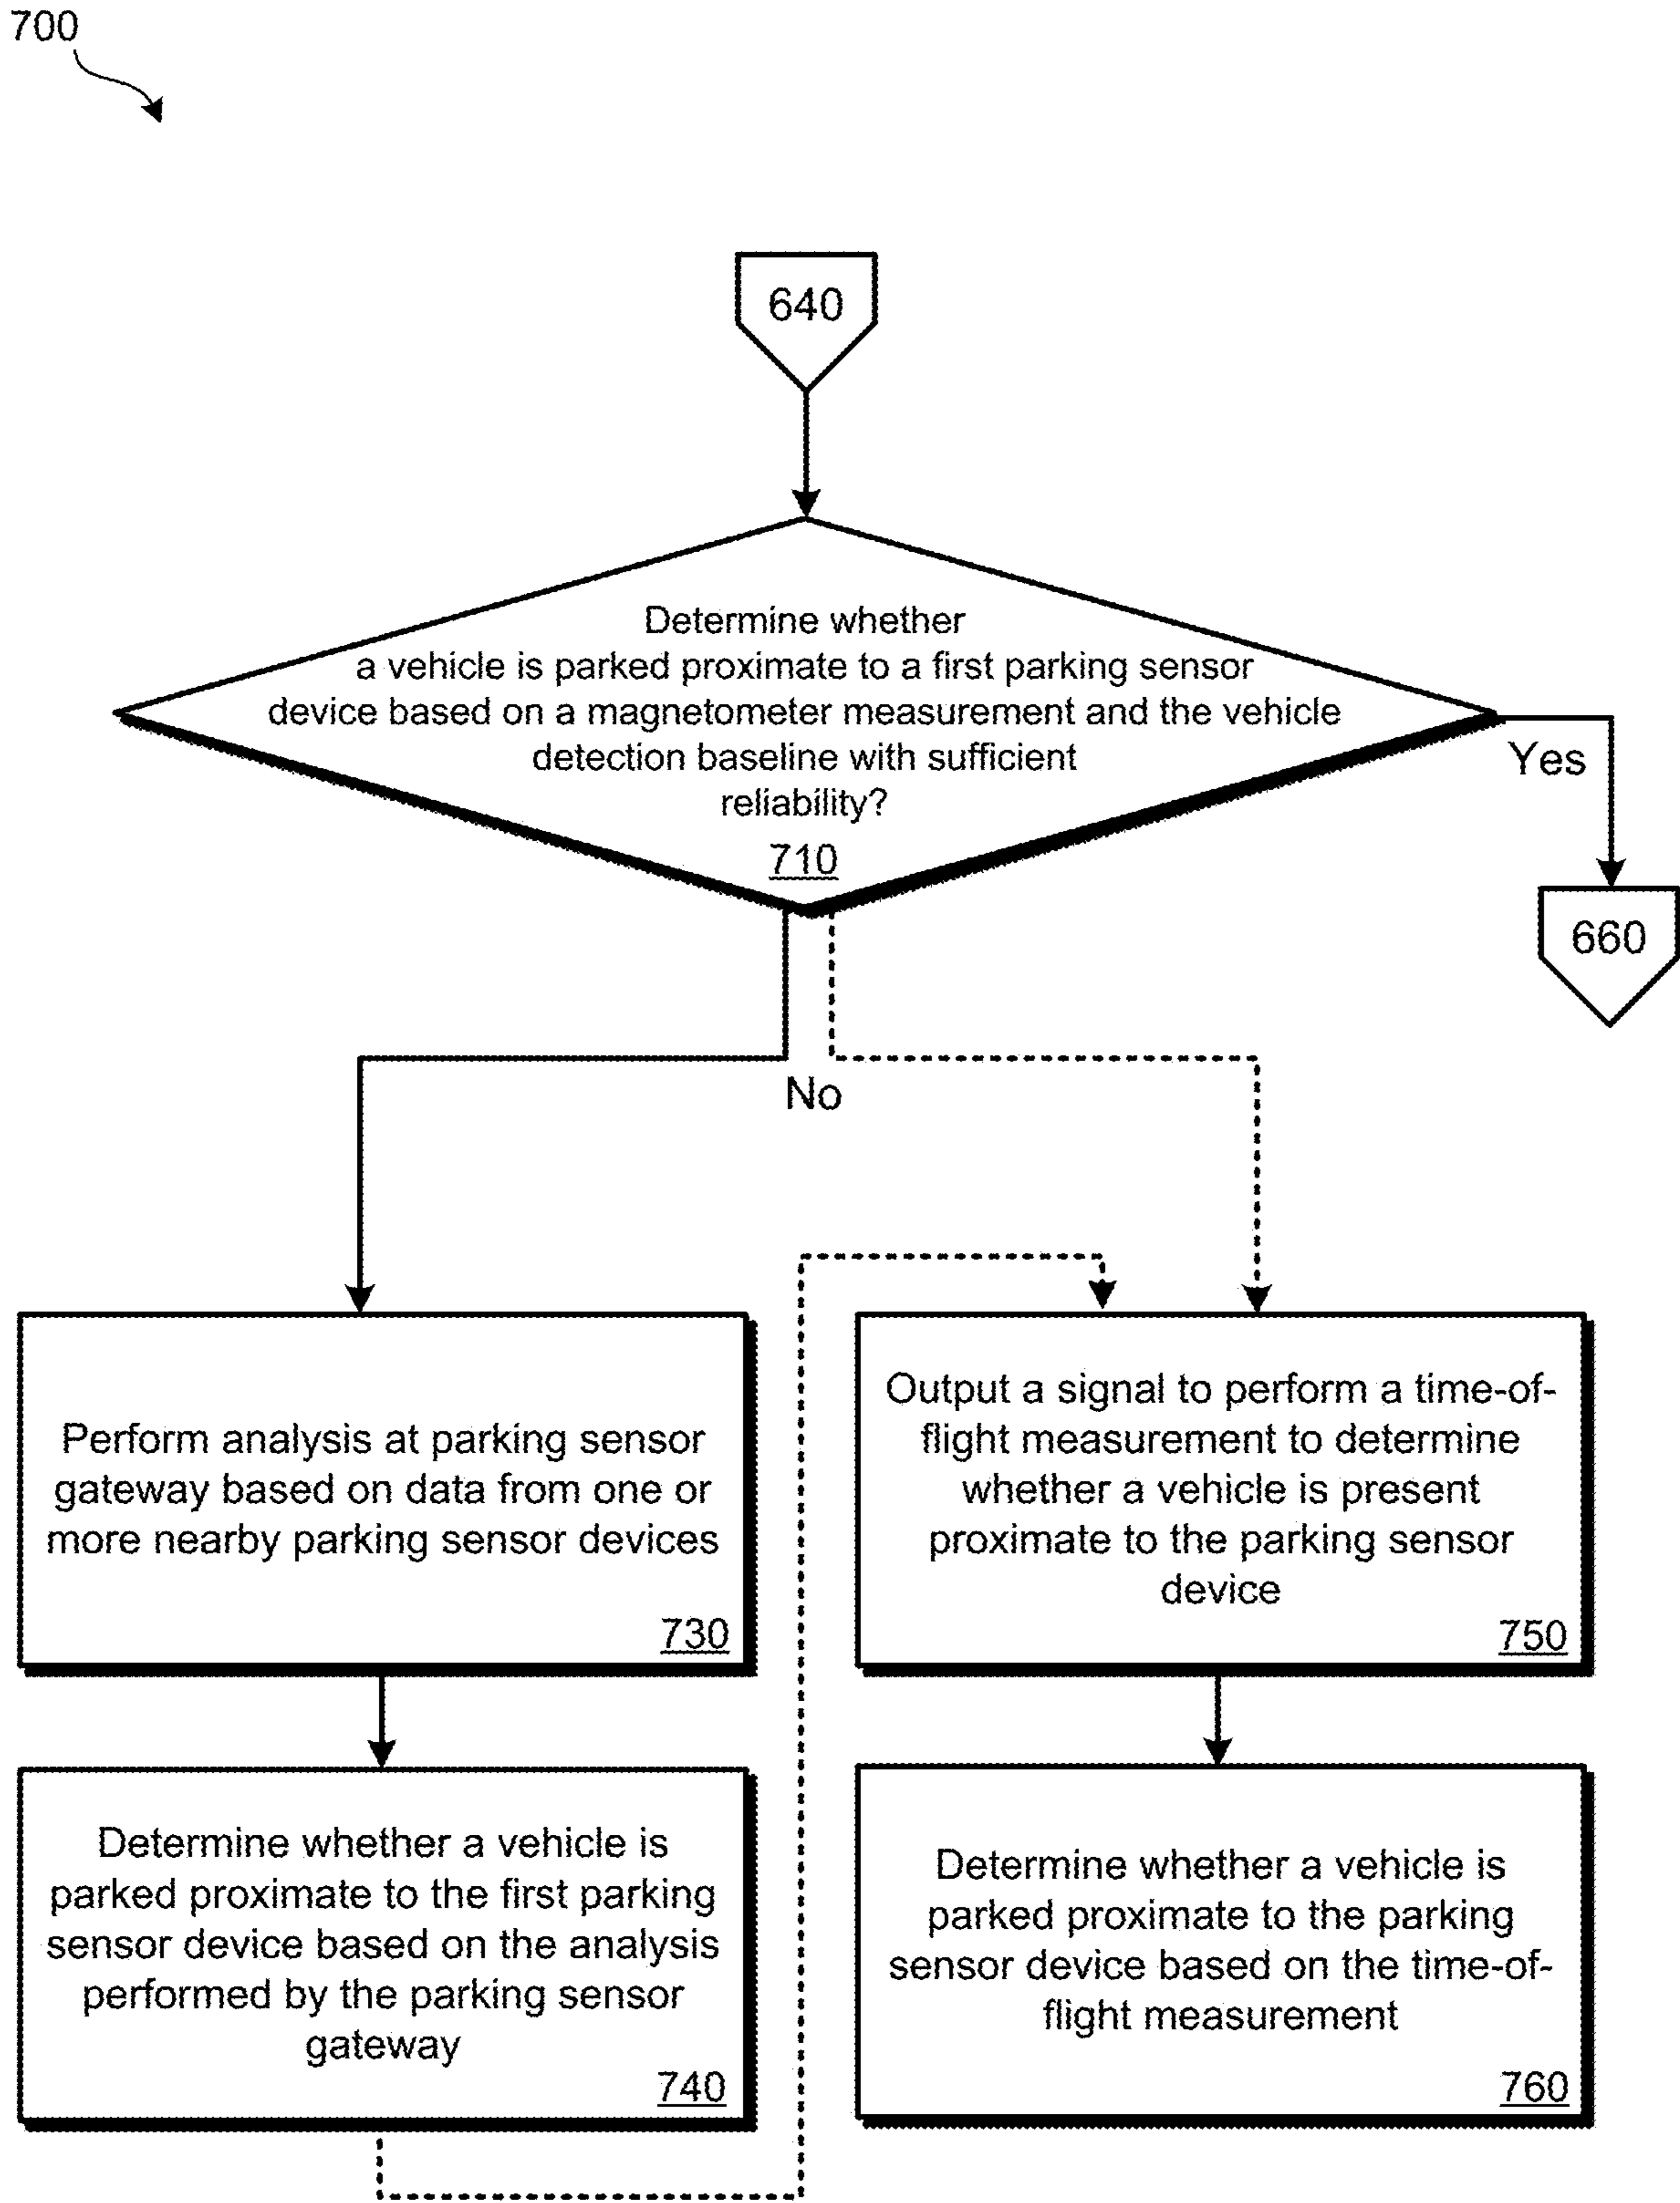 700
640
Determine whether
a vehicle is parked proximate to a first parking sensor
device based on a magnetometer measurement and the vehicle
detection baseline with sufficient
reliability?
710
Yes
660
No
Perform analysis at parking sensor
gateway based on data from one or
more nearby parking sensor devices
730
Output a signal to perform a time-of-
flight measurement to determine
whether a vehicle is present
proximate to the parking sensor
device
750
Determine whether a vehicle is
parked proximate to the first parking
sensor device based on the analysis
performed by the parking sensor
gateway
740
Determine whether a vehicle is
parked proximate to the parking
sensor device based on the time-of-
flight measurement
760